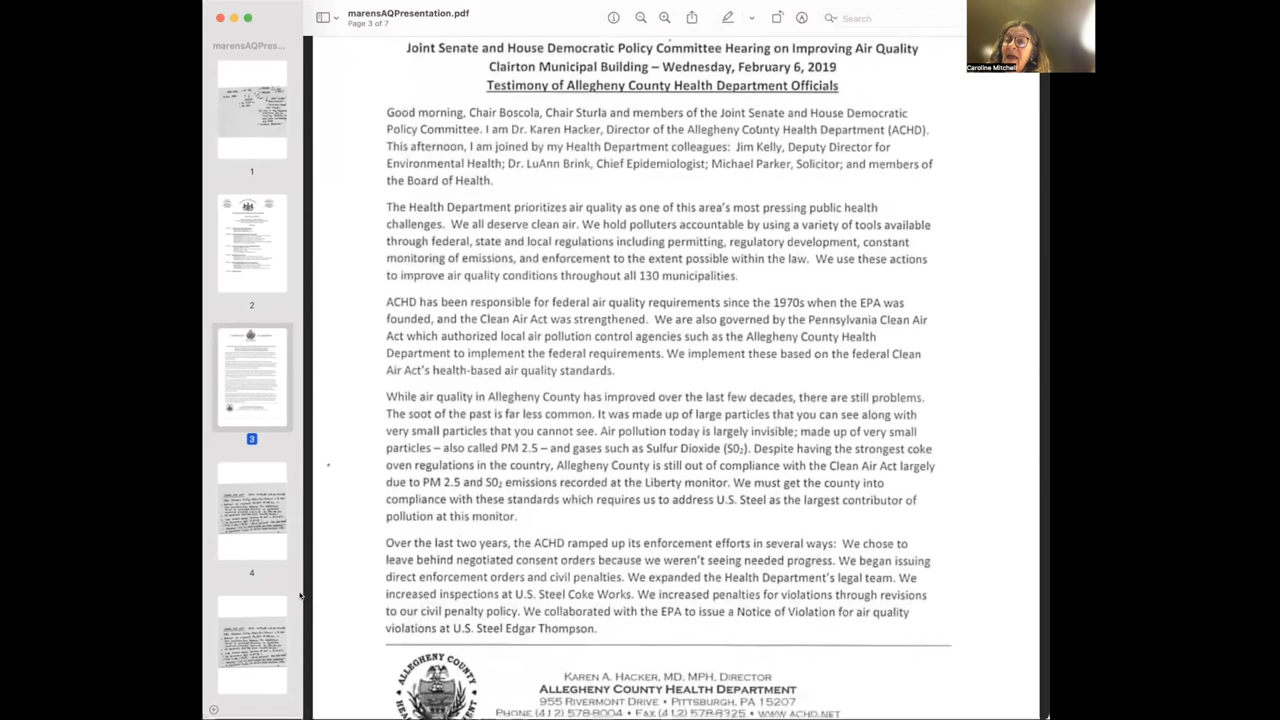 marensAQPresentation.pdf
Page 3 of 7
Search
marensAQPres...
1
2
3
4
Caroline Mitchell
Joint Senate and House Democratic Policy Committee Hearing on Improving Air Quality
Clairton Municipal Building – Wednesday, February 6, 2019
Testimony of Allegheny County Health Department Officials
Good morning, Chair Boscola, Chair Sturla and members of the Joint Senate and House Democratic
Policy Committee. I am Dr. Karen Hacker, Director of the Allegheny County Health Department (ACHD).
This afternoon, I am joined by my Health Department colleagues: Jim Kelly, Deputy Director for
Environmental Health; Dr. LuAnn Brink, Chief Epidemiologist; Michael Parker, Solicitor; and members of
the Board of Health.
The Health Department prioritizes air quality as one of this area's most pressing public health
challenges. We all deserve clean air. We hold polluters accountable by using a variety of tools available
through federal, state and local regulations including permitting, regulatory development, constant
monitoring of emissions, and enforcement to the extent possible within the law. We use these actions
to improve air quality conditions throughout all 130 municipalities.
ACHD has been responsible for federal air quality requirements since the 1970s when the EPA was
founded, and the Clean Air Act was strengthened. We are also governed by the Pennsylvania Clean Air
Act which authorized local air pollution control agencies such as the Allegheny County Health
Department to implement the federal requirements. We implement these based on the federal Clean
Air Act's health-based air quality standards.
While air quality in Allegheny County has improved over the last few decades, there are still problems.
The soot of the past is far less common. It was made up of large particles that you can see along with
very small particles that you cannot see. Air pollution today is largely invisible; made up of very small
particles – also called PM 2.5 – and gases such as Sulfur Dioxide (S0₂). Despite having the strongest coke
oven regulations in the country, Allegheny County is still out of compliance with the Clean Air Act largely
due to PM 2.5 and S0₂ emissions recorded at the Liberty monitor. We must get the county into
compliance with these standards which requires us to address U.S. Steel as the largest contributor of
pollution at this monitor.
Over the last two years, the ACHD ramped up its enforcement efforts in several ways: We chose to
leave behind negotiated consent orders because we weren't seeing needed progress. We began issuing
direct enforcement orders and civil penalties. We expanded the Health Department's legal team. We
increased inspections at U.S. Steel Coke Works. We increased penalties for violations through revisions
to our civil penalty policy. We collaborated with the EPA to issue a Notice of Violation for air quality
violations at U.S. Steel Edgar Thompson.
ALLEGHENY COUNTY
KAREN A. HACKER, MD, MPH, DIRECTOR
ALLEGHENY COUNTY HEALTH DEPARTMENT
955 RIVERMONT DRIVE • PITTSBURGH, PA 15207
PHONE (412) 578-8004 • FAX (412) 578-8325 • WWW.ACHD.NET